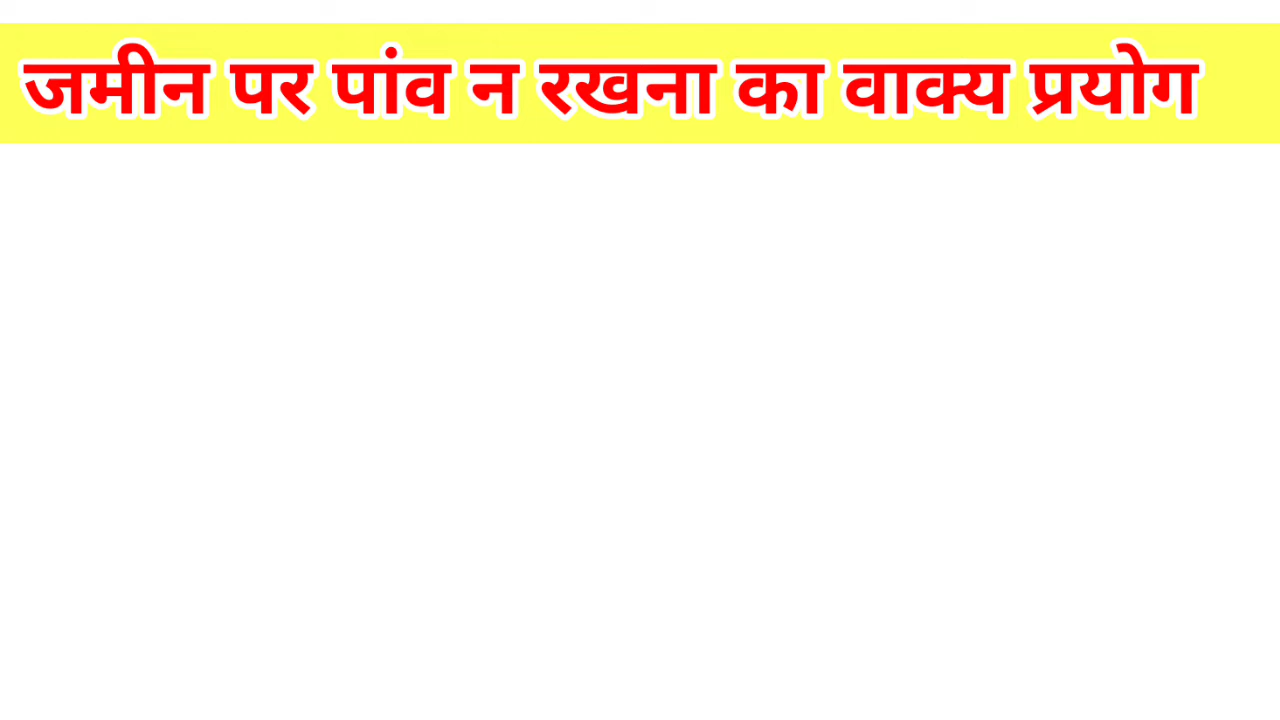 जमीन पर पांव न रखना का वाक्य प्रयोग